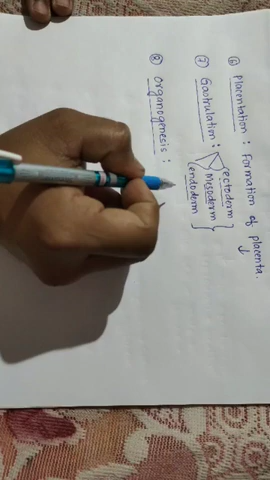 ⑥ Placentation : Formation of placenta.
↓
⑦ Gastrulation : ectoderm
Mesoderm
endoderm
⑧ Organogenesis :